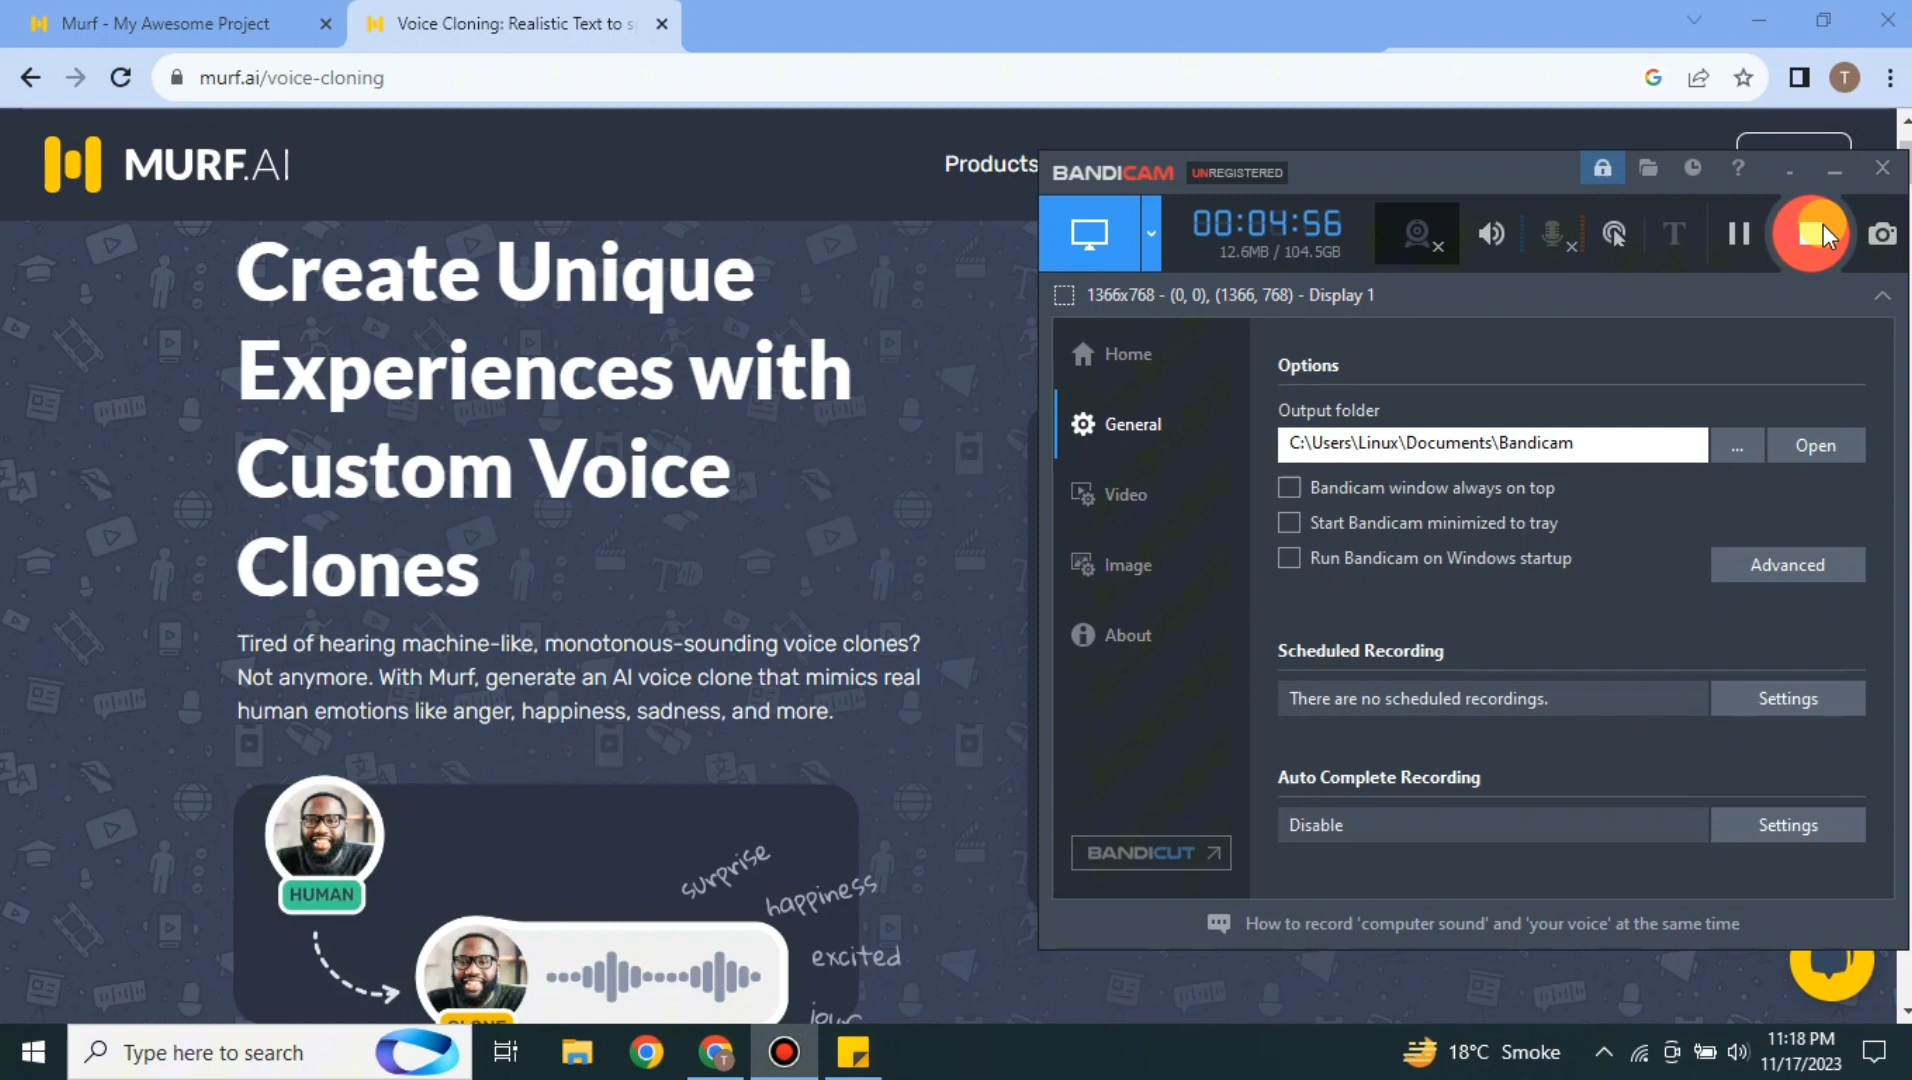 Murf - My Awesome Project
Voice Cloning: Realistic Text to s
murf.ai/voice-cloning
T
MURF.AI
Products
Create Unique
Experiences with
Custom Voice
Clones
Tired of hearing machine-like, monotonous-sounding voice clones?
Not anymore. With Murf, generate an AI voice clone that mimics real
human emotions like anger, happiness, sadness, and more.
HUMAN
surprise
happiness
excited
BANDICAM UNREGISTERED
00:04:56
12.6MB / 104.5GB
T
1366x768 - (0, 0), (1366, 768) - Display 1
Home
General
Video
Image
About
BANDICUT
Options
Output folder
C:\Users\Linux\Documents\Bandicam
...
Open
Bandicam window always on top
Start Bandicam minimized to tray
Run Bandicam on Windows startup
Advanced
Scheduled Recording
There are no scheduled recordings.
Settings
Auto Complete Recording
Disable
Settings
How to record 'computer sound' and 'your voice' at the same time
Type here to search
18°C Smoke
11:18 PM
11/17/2023